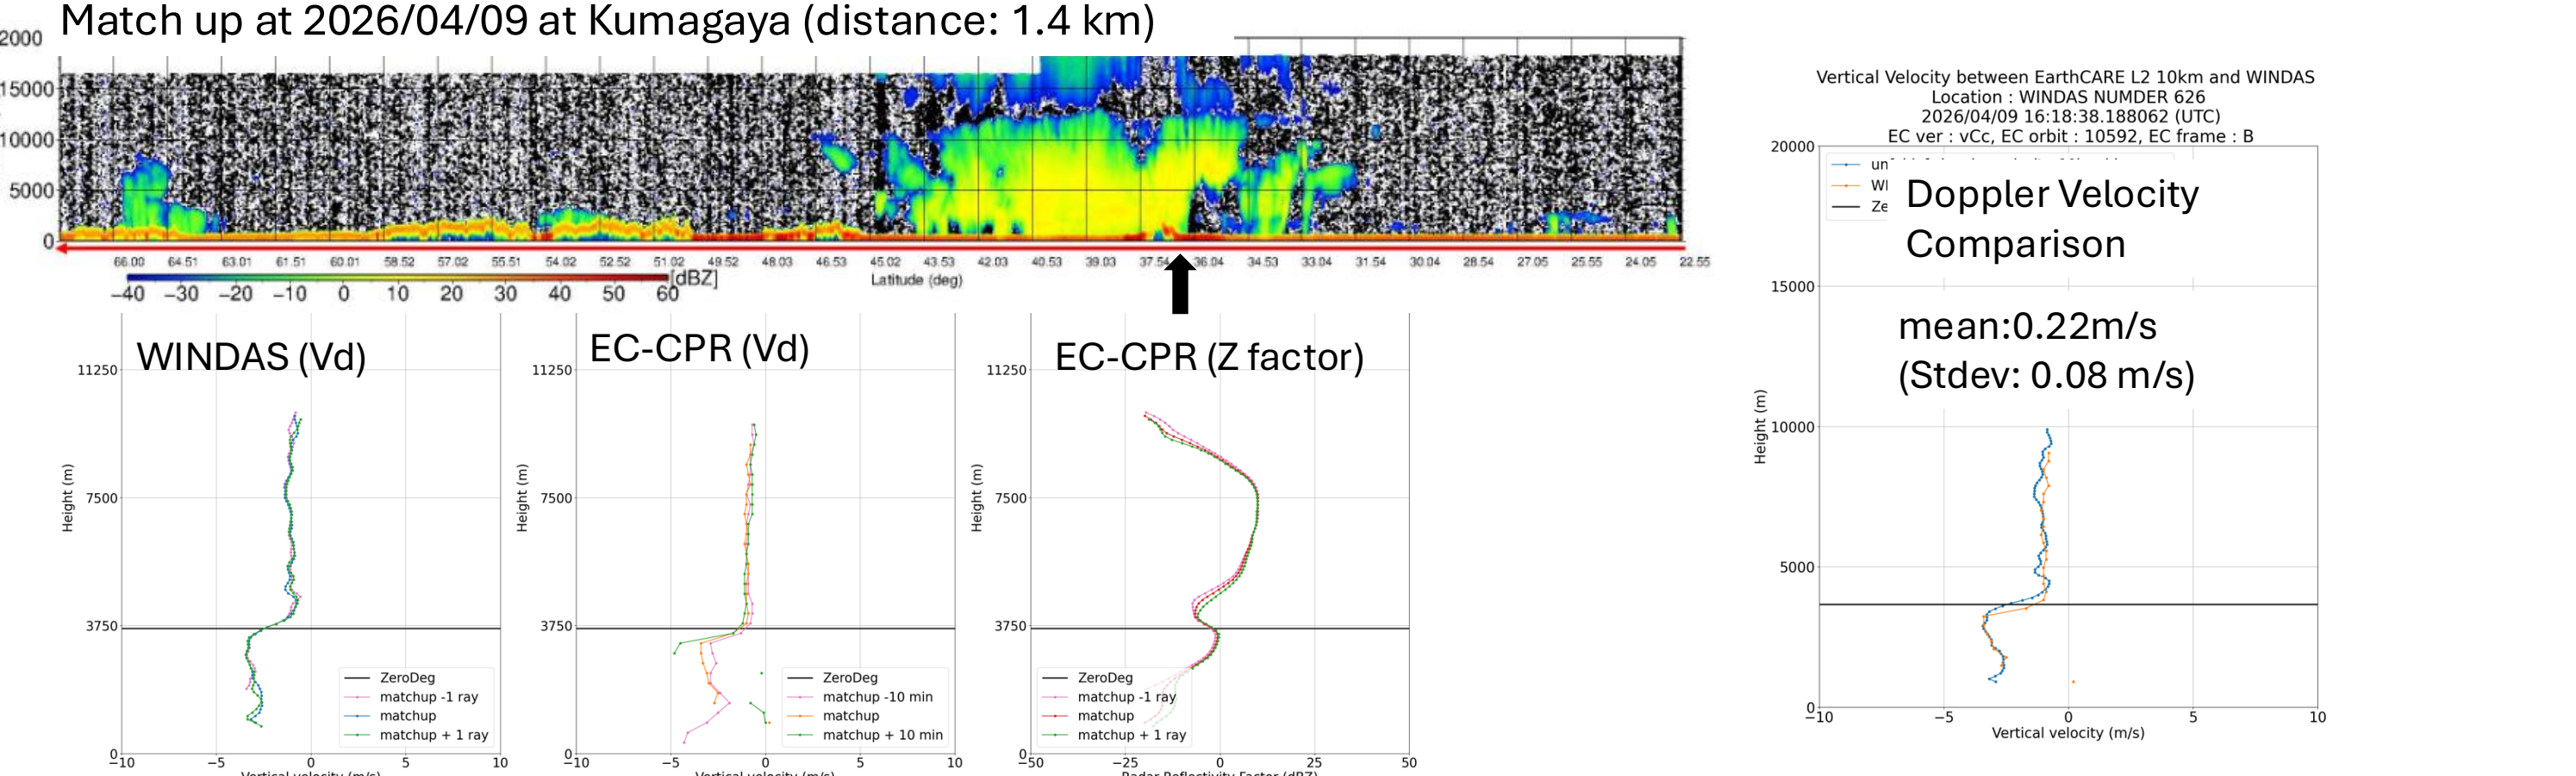 Match up at 2026/04/09 at Kumagaya (distance: 1.4 km)
2000
15000
10000
5000
0
66.00 64.51 63.01 61.51 60.01 58.52 57.02 55.51 54.02 52.52 51.02 49.52 48.03 46.53 45.02 43.53 42.03 40.53 39.03 37.54 36.04 34.53 33.04 31.54 30.04 28.54 27.05 25.55 24.05 22.55
Latitude (deg)
[dBZ]
−40 −30 −20 −10 0 10 20 30 40 50 60
WINDAS (Vd)
11250
7500
3750
0
Height (m)
ZeroDeg
matchup -1 ray
matchup
matchup + 1 ray
−10 −5 0 5 10
Vertical velocity (m/s)
EC-CPR (Vd)
11250
7500
3750
0
Height (m)
ZeroDeg
matchup -10 min
matchup
matchup + 10 min
−10 −5 0 5 10
Vertical velocity (m/s)
EC-CPR (Z factor)
11250
7500
3750
0
Height (m)
ZeroDeg
matchup -1 ray
matchup
matchup + 1 ray
−50 −25 0 25 50
Radar Reflectivity Factor (dBZ)
Vertical Velocity between EarthCARE L2 10km and WINDAS
Location : WINDAS NUMDER 626
2026/04/09 16:18:38.188062 (UTC)
EC ver : vCc, EC orbit : 10592, EC frame : B
20000
15000
10000
5000
0
Height (m)
Doppler Velocity
Comparison
mean:0.22m/s
(Stdev: 0.08 m/s)
−10 −5 0 5 10
Vertical velocity (m/s)